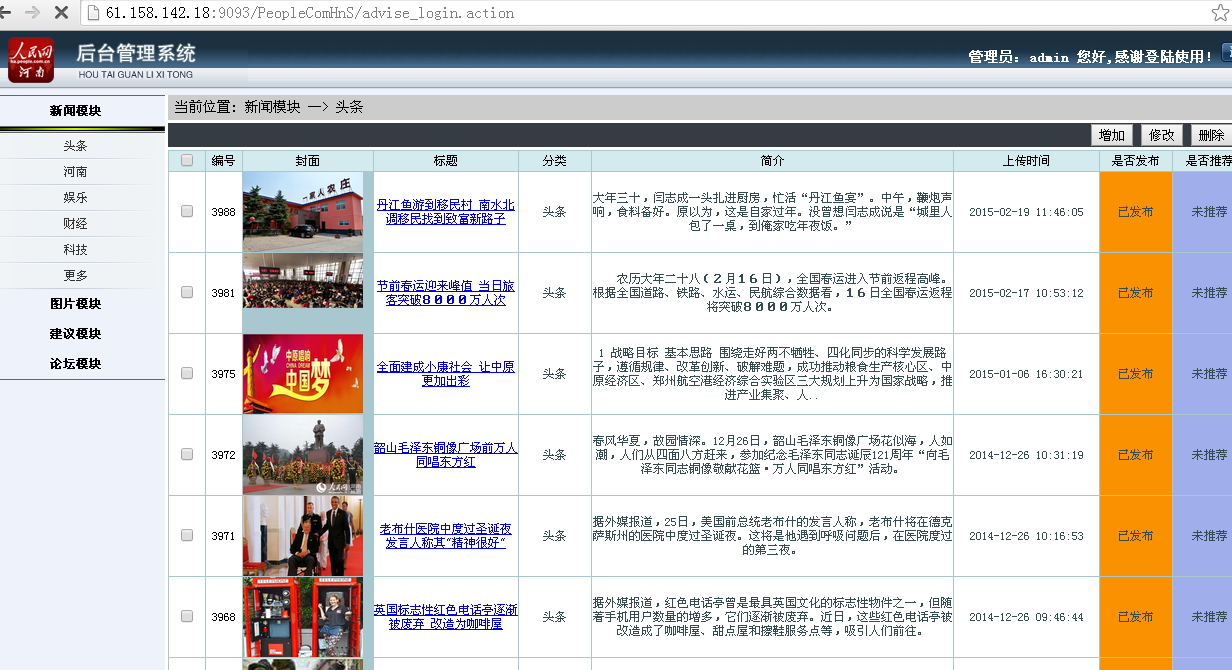 61.158.142.18:9093/PeopleComHnS/advise_login.action
人民网
ha.people.com.cn
河南
后台管理系统
HOU TAI GUAN LI XI TONG
管理员：admin 您好,感谢登陆使用！
新闻模块
头条
河南
娱乐
财经
科技
更多
图片模块
建议模块
论坛模块
当前位置：新闻模块 —> 头条
增加 修改 删除
编号 封面 标题 分类 简介 上传时间 是否发布 是否推荐
3988
一家人农庄
丹江鱼游到移民村 南水北
调移民找到致富新路子
头条
大年三十，闫志成一头扎进厨房，忙活“丹江鱼宴”。中午，鞭炮声
响，食料备好。原以为，这是自家过年。没曾想闫志成说是“城里人
包了一桌，到俺家吃年夜饭。”
2015-02-19 11:46:05
已发布
未推荐
3981
节前春运迎来峰值 当日旅
客突破８０００万人次
头条
农历大年二十八（２月１６日），全国春运进入节前返程高峰。
根据全国道路、铁路、水运、民航综合数据看，１６日全国春运返程
将突破８０００万人次。
2015-02-17 10:53:12
已发布
未推荐
3975
中原唱响
CHINA DREAM
中国梦
全面建成小康社会 让中原
更加出彩
头条
1 战略目标 基本思路 围绕走好两不牺牲、四化同步的科学发展路
子，遵循规律、改革创新、破解难题，成功推动粮食生产核心区、中
原经济区、郑州航空港经济综合实验区三大规划上升为国家战略，推
进产业集聚、人..
2015-01-06 16:30:21
已发布
未推荐
3972
人民网
韶山毛泽东铜像广场前万人
同唱东方红
头条
春风华夏，故园情深。12月26日，韶山毛泽东铜像广场花似海，人如
潮，人们从四面八方赶来，参加纪念毛泽东同志诞辰121周年“向毛
泽东同志铜像敬献花篮·万人同唱东方红”活动。
2014-12-26 10:31:19
已发布
未推荐
3971
老布什医院中度过圣诞夜
发言人称其“精神很好”
头条
据外媒报道，25日，美国前总统老布什的发言人称，老布什将在德克
萨斯州的医院中度过圣诞夜。这将是他遇到呼吸问题后，在医院度过
的第三夜。
2014-12-26 10:16:53
已发布
未推荐
3968
TELEPHONE TELEPHONE
英国标志性红色电话亭逐渐
被废弃 改造为咖啡屋
头条
据外媒报道，红色电话亭曾是最具英国文化的标志性物件之一，但随
着手机用户数量的增多，它们逐渐被废弃。近日，这些红色电话亭被
改造成了咖啡屋、甜点屋和擦鞋服务点等，吸引人们前往。
2014-12-26 09:46:44
已发布
未推荐